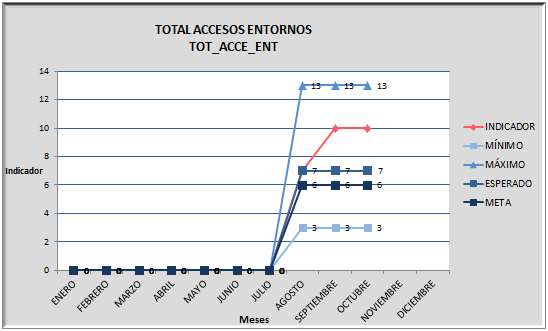 TOTAL ACCESOS ENTORNOS
TOT_ACCE_ENT
14
12
10
8
6
4
2
0
Indicador
13 13 13
7 7 7
6 6 6
3 3 3
0 0 0 0 0 0 0
ENERO
FEBRERO
MARZO
ABRIL
MAYO
JUNIO
JULIO
AGOSTO
SEPTIEMBRE
OCTUBRE
NOVIEMBRE
DICIEMBRE
Meses
INDICADOR
MÍNIMO
MÁXIMO
ESPERADO
META